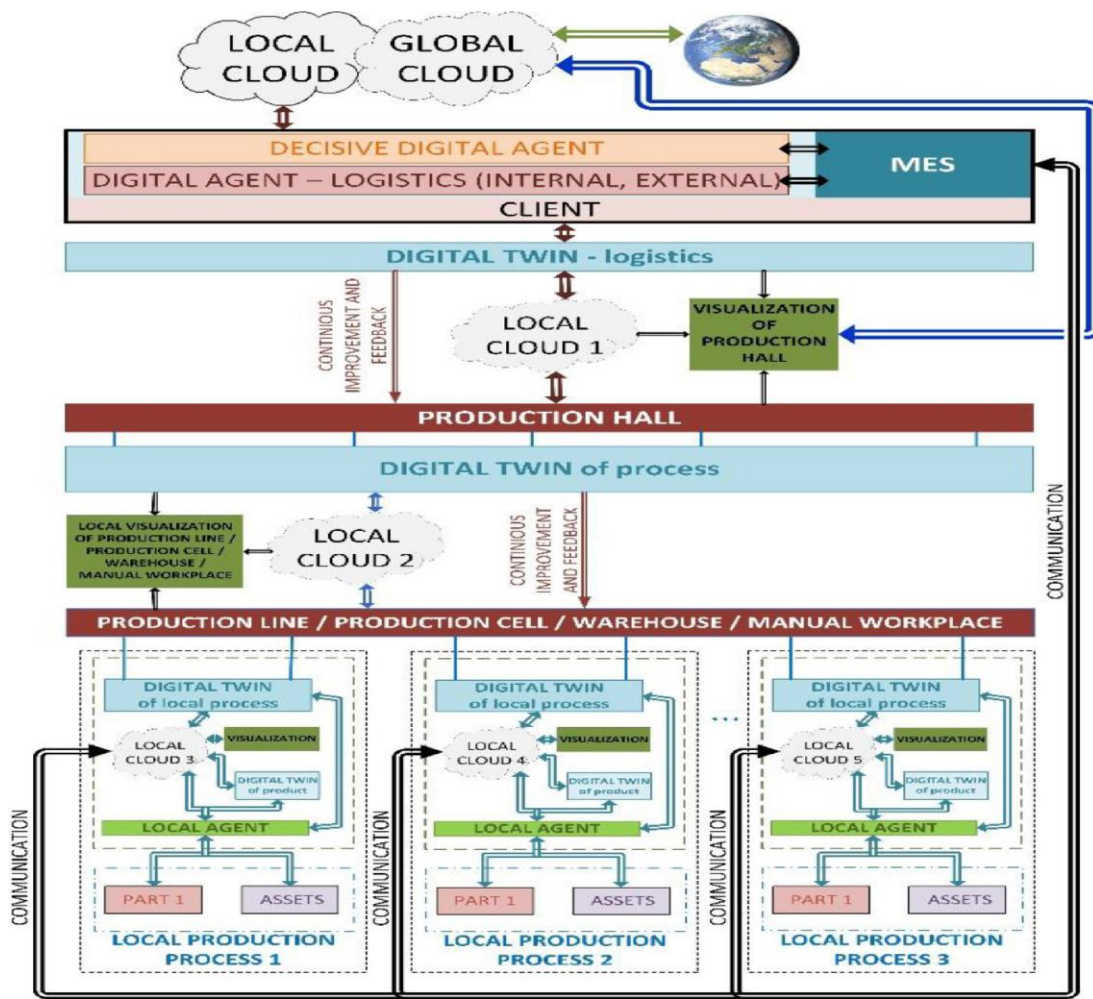 LOCAL
CLOUD
GLOBAL
CLOUD
DECISIVE DIGITAL AGENT
DIGITAL AGENT – LOGISTICS (INTERNAL, EXTERNAL)
MES
CLIENT
DIGITAL TWIN - logistics
CONTINIOUS
IMPROVEMENT AND
FEEDBACK
LOCAL
CLOUD 1
VISUALIZATION
OF
PRODUCTION
HALL
PRODUCTION HALL
DIGITAL TWIN of process
LOCAL VISUALIZATION
OF PRODUCTION LINE /
PRODUCTION CELL /
WAREHOUSE /
MANUAL WORKPLACE
LOCAL
CLOUD 2
CONTINIOUS
IMPROVEMENT
AND FEEDBACK
COMMUNICATION
PRODUCTION LINE / PRODUCTION CELL / WAREHOUSE / MANUAL WORKPLACE
DIGITAL TWIN
of local process
LOCAL
CLOUD 3
VISUALIZATION
DIGITAL TWIN
of product
LOCAL AGENT
PART 1
ASSETS
LOCAL PRODUCTION
PROCESS 1
COMMUNICATION
DIGITAL TWIN
of local process
LOCAL
CLOUD 4
VISUALIZATION
DIGITAL TWIN
of product
LOCAL AGENT
PART 1
ASSETS
LOCAL PRODUCTION
PROCESS 2
COMMUNICATION
...
DIGITAL TWIN
of local process
LOCAL
CLOUD 5
VISUALIZATION
DIGITAL TWIN
of product
LOCAL AGENT
PART 1
ASSETS
LOCAL PRODUCTION
PROCESS 3
COMMUNICATION